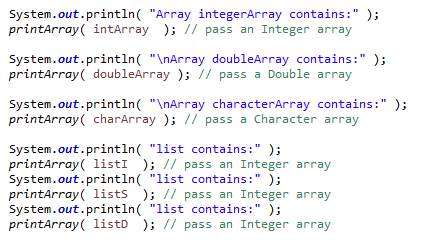 System.out.println( "Array integerArray contains:" );
printArray( intArray  ); // pass an Integer array
System.out.println( "\nArray doubleArray contains:" );
printArray( doubleArray ); // pass a Double array
System.out.println( "\nArray characterArray contains:" );
printArray( charArray ); // pass a Character array
System.out.println( "list contains:" );
printArray( listI  ); // pass an Integer array
System.out.println( "list contains:" );
printArray( listS  ); // pass an Integer array
System.out.println( "list contains:" );
printArray( listD  ); // pass an Integer array